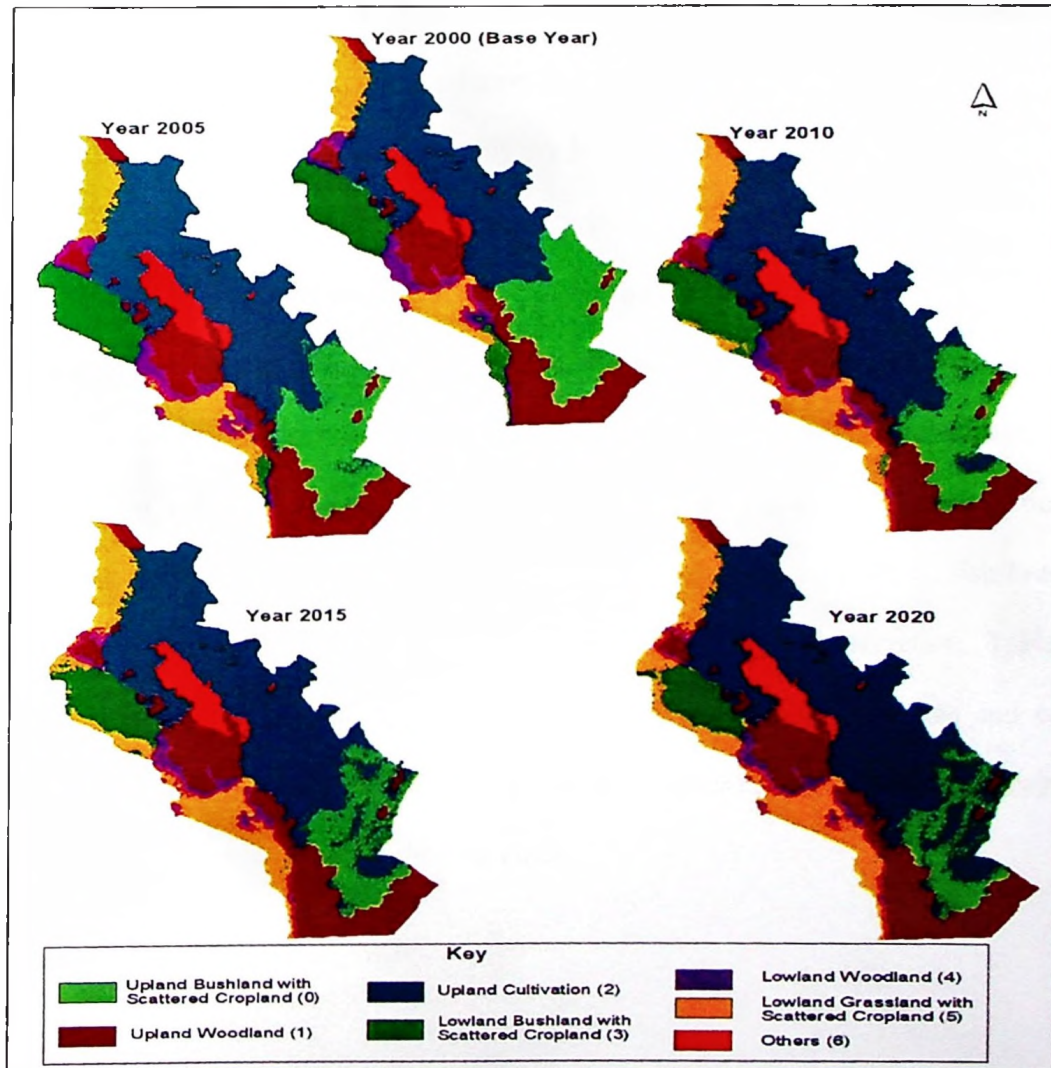 Year 2000 (Base Year)
Year 2005
Year 2010
N
Year 2015
Year 2020
Key
Upland Bushland with
Scattered Cropland (0)
Upland Woodland (1)
Upland Cultivation (2)
Lowland Bushland with
Scattered Cropland (3)
Lowland Woodland (4)
Lowland Grassland with
Scattered Cropland (5)
Others (6)